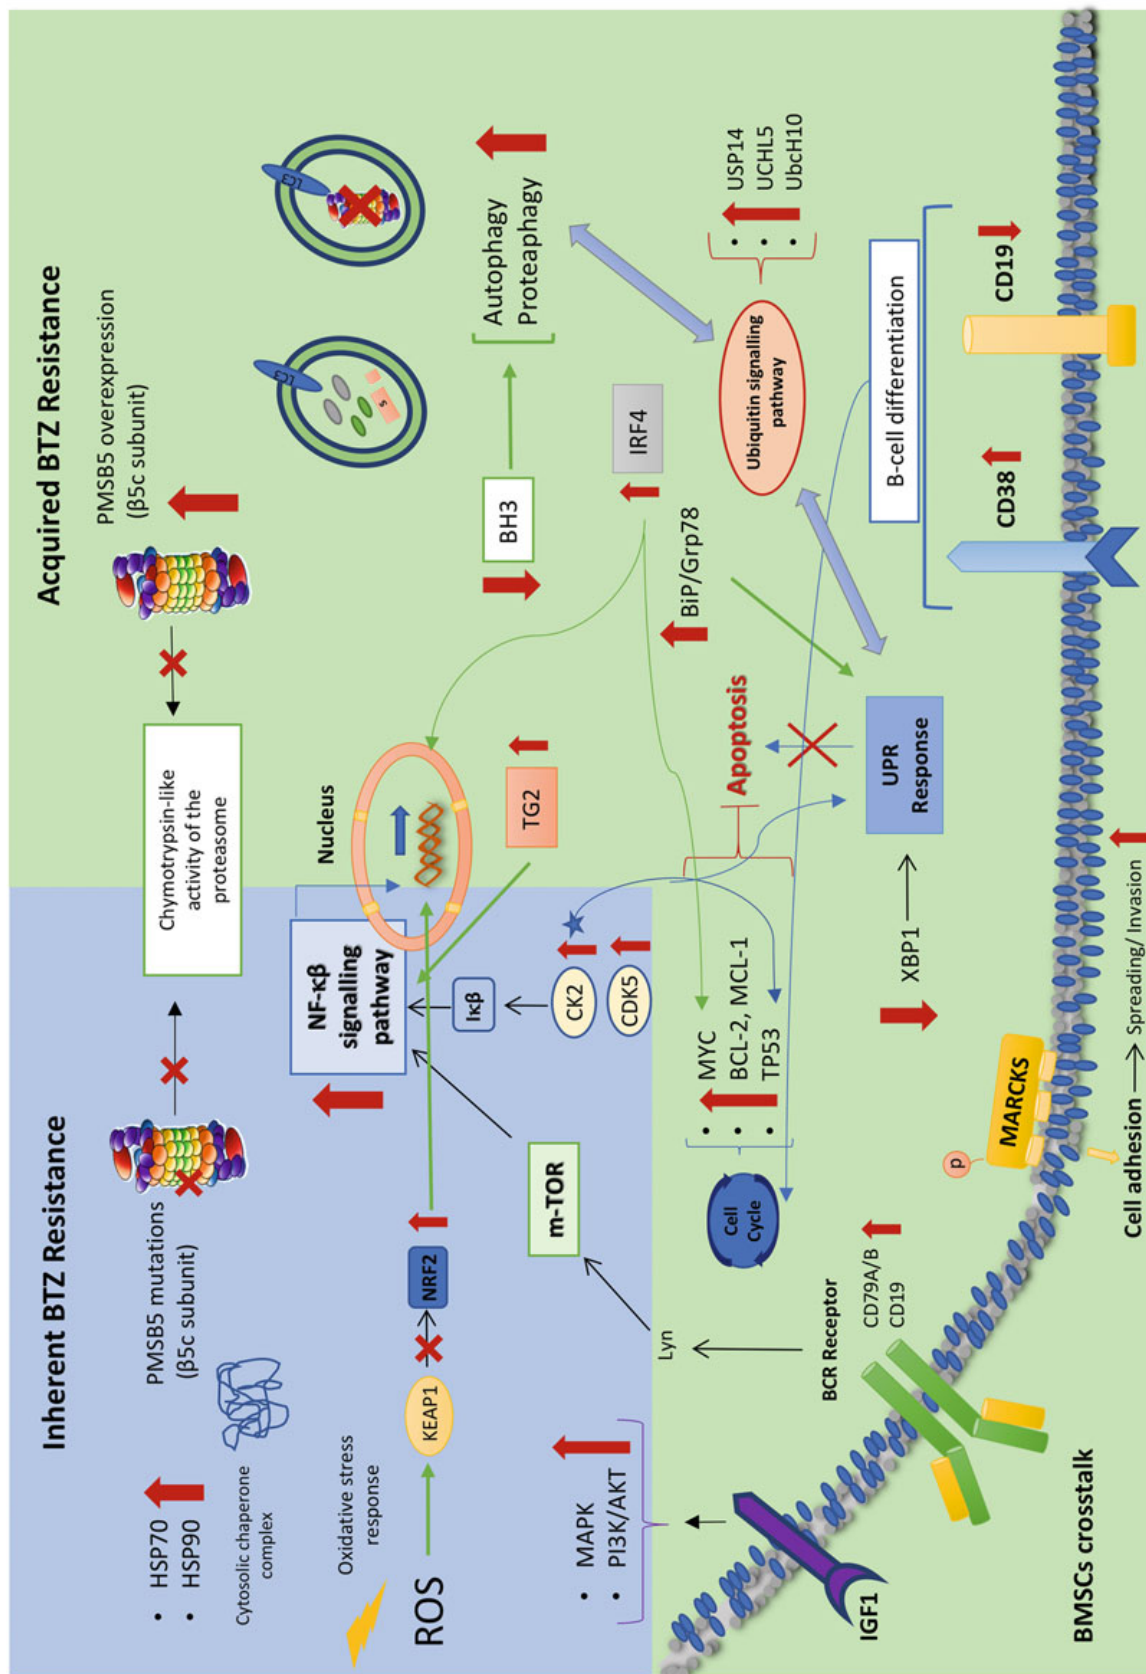 Inherent BTZ Resistance
Acquired BTZ Resistance
• HSP70
• HSP90
Cytosolic chaperone
complex
PMSB5 mutations
(β5c subunit)
Chymotrypsin-like
activity of the
proteasome
PMSB5 overexpression
(β5c subunit)
LC3
s
LC3
Oxidative stress
response
ROS
KEAP1
NRF2
NF-κβ
signalling
pathway
Nucleus
Iκβ
CK2
CDK5
TG2
BH3
Autophagy
Proteaphagy
IRF4
m-TOR
• MAPK
• PI3K/AKT
Lyn
BiP/Grp78
Ubiquitin signalling
pathway
• USP14
• UCHL5
• UbcH10
Cell
Cycle
• MYC
• BCL-2, MCL-1
• TP53
Apoptosis
BCR Receptor
CD79A/B
CD19
XBP1
UPR
Response
B-cell differentiation
CD38
CD19
IGF1
p
MARCKS
BMSCs crosstalk
Cell adhesion
Spreading/ Invasion